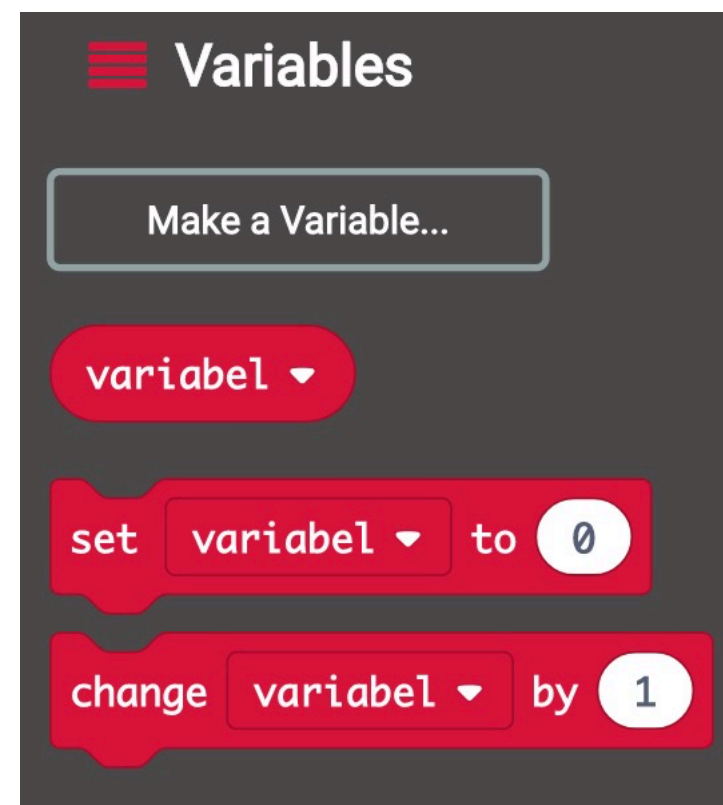 Variables
Make a Variable...
variabel
set variabel to 0
change variabel by 1